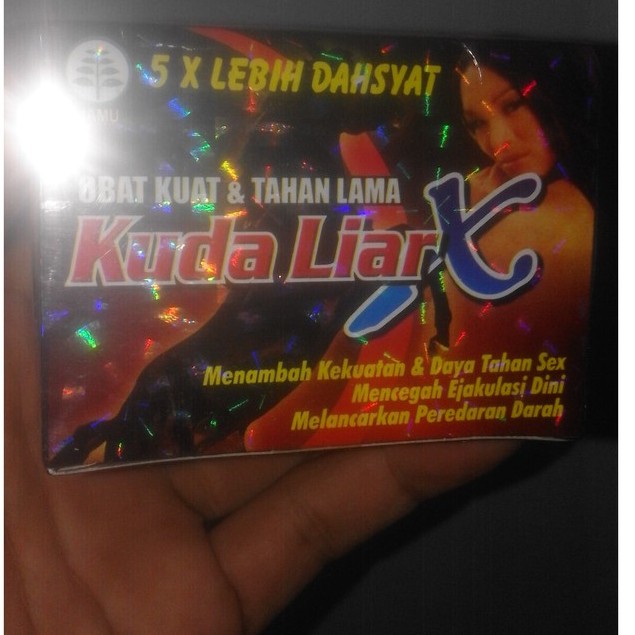 5 X LEBIH DAHSYAT
OBAT KUAT & TAHAN LAMA
Kuda Liar X
Menambah Kekuatan & Daya Tahan Sex
Mencegah Ejakulasi Dini
Melancarkan Peredaran Darah